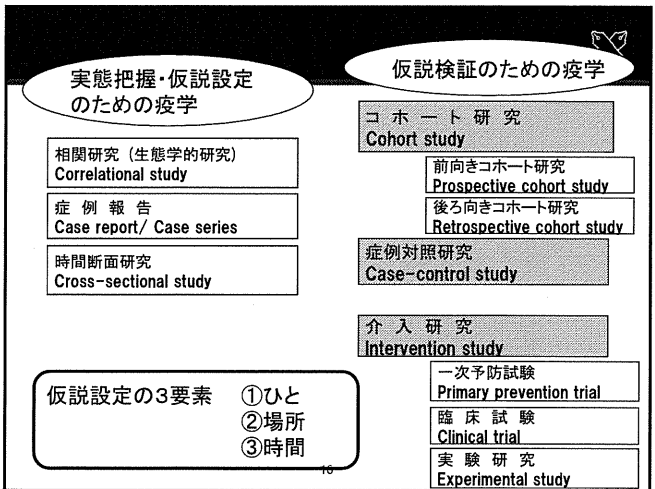 実態把握・仮説設定
のための疫学
相関研究（生態学的研究）
Correlational study
症 例 報 告
Case report/ Case series
時間断面研究
Cross-sectional study
仮説設定の3要素 ①ひと
②場所
③時間
仮説検証のための疫学
コ ホ ー ト 研 究
Cohort study
前向きコホート研究
Prospective cohort study
後ろ向きコホート研究
Retrospective cohort study
症例対照研究
Case-control study
介 入 研 究
Intervention study
一次予防試験
Primary prevention trial
臨 床 試 験
Clinical trial
実 験 研 究
Experimental study
16